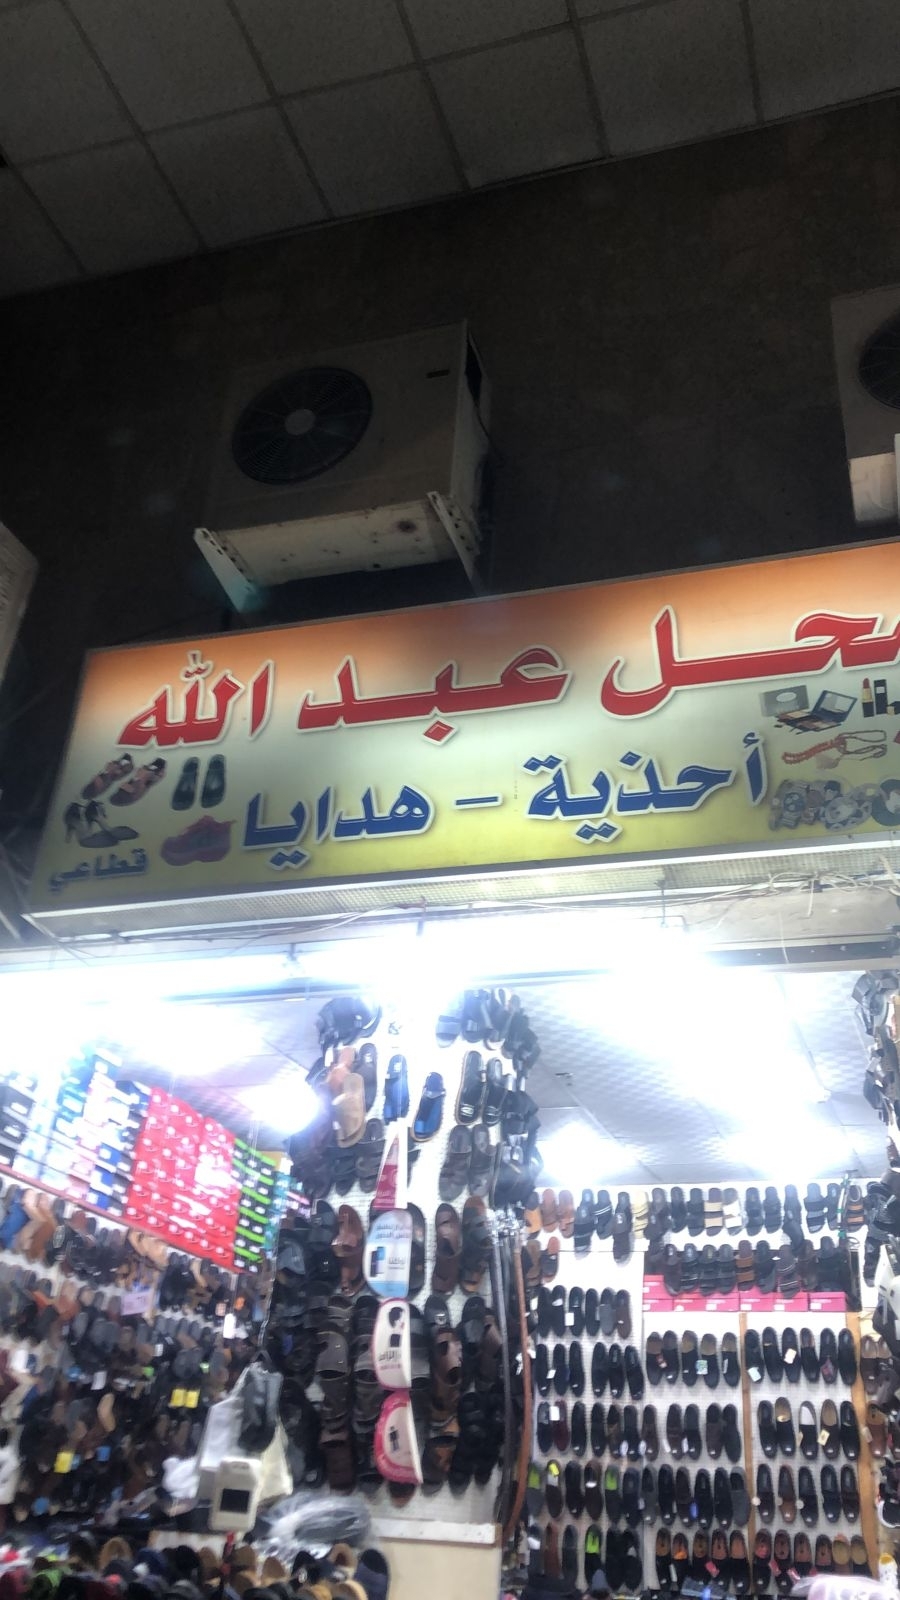 محل عبد الله
أحذية - هدايا
قطاعي